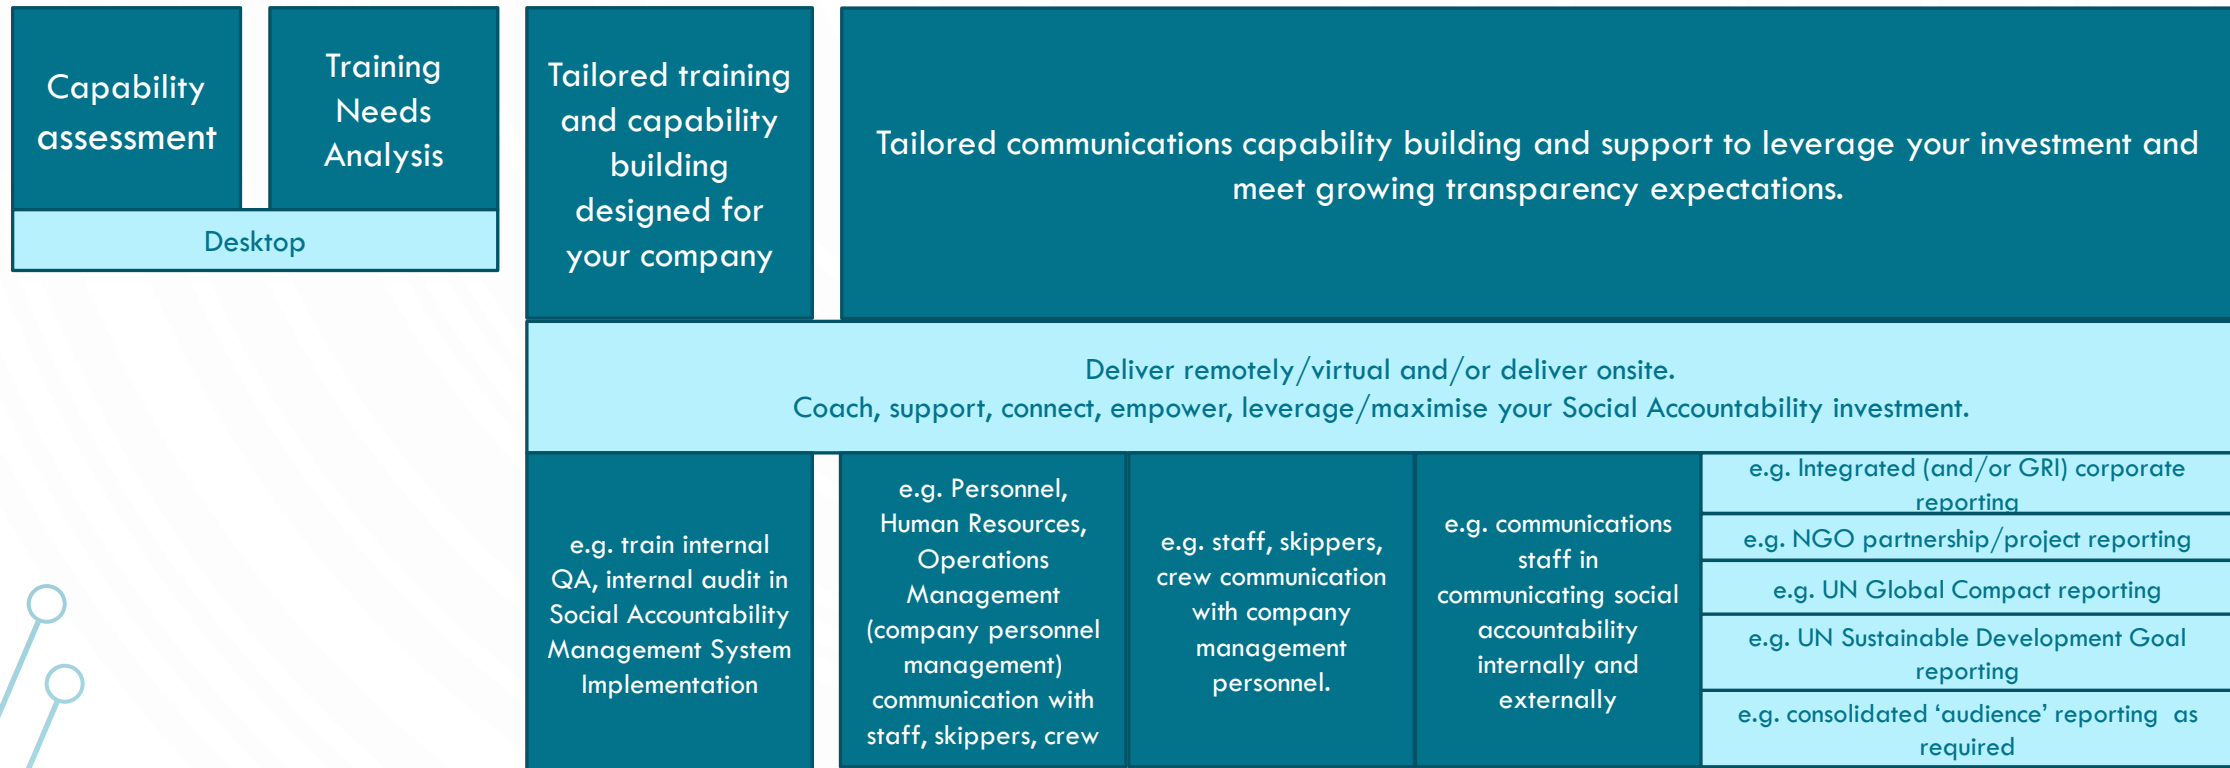 Capability
assessment
Training
Needs
Analysis
Desktop
Tailored training
and capability
building
designed for
your company
Tailored communications capability building and support to leverage your investment and
meet growing transparency expectations.
Deliver remotely/virtual and/or deliver onsite.
Coach, support, connect, empower, leverage/maximise your Social Accountability investment.
e.g. train internal
QA, internal audit in
Social Accountability
Management System
Implementation
e.g. Personnel,
Human Resources,
Operations
Management
(company personnel
management)
communication with
staff, skippers, crew
e.g. staff, skippers,
crew communication
with company
management
personnel.
e.g. communications
staff in
communicating social
accountability
internally and
externally
e.g. Integrated (and/or GRI) corporate
reporting
e.g. NGO partnership/project reporting
e.g. UN Global Compact reporting
e.g. UN Sustainable Development Goal
reporting
e.g. consolidated ‘audience’ reporting as
required